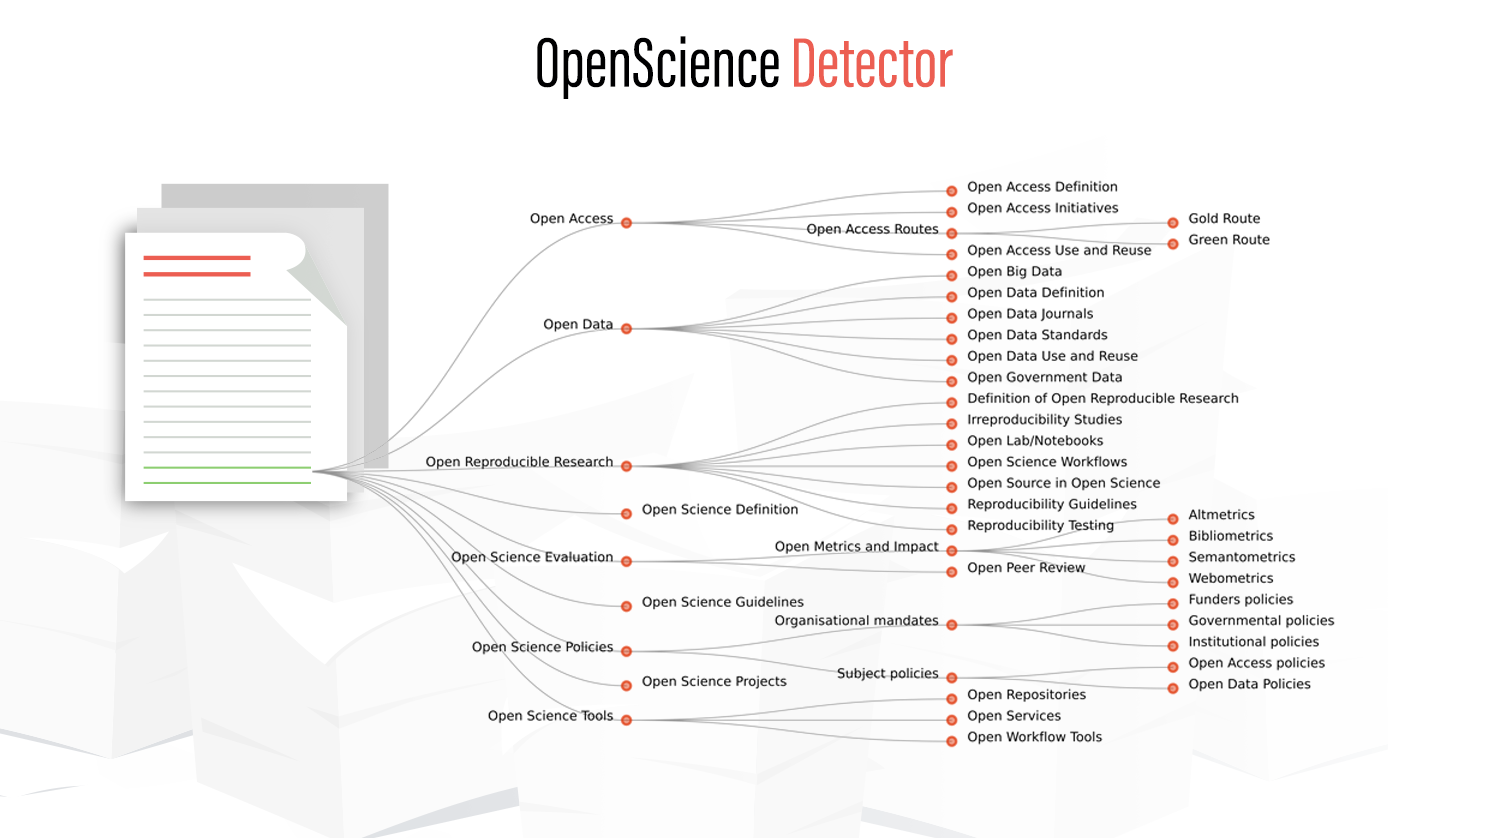 OpenScience Detector
Open Access
Open Access Definition
Open Access Initiatives
Open Access Routes
Gold Route
Green Route
Open Access Use and Reuse
Open Data
Open Big Data
Open Data Definition
Open Data Journals
Open Data Standards
Open Data Use and Reuse
Open Government Data
Open Reproducible Research
Definition of Open Reproducible Research
Irreproducibility Studies
Open Lab/Notebooks
Open Science Workflows
Open Source in Open Science
Reproducibility Guidelines
Reproducibility Testing
Open Science Definition
Open Science Evaluation
Open Metrics and Impact
Altmetrics
Bibliometrics
Semantometrics
Webometrics
Open Peer Review
Open Science Guidelines
Open Science Policies
Organisational mandates
Funders policies
Governmental policies
Institutional policies
Subject policies
Open Access policies
Open Data Policies
Open Science Projects
Open Science Tools
Open Repositories
Open Services
Open Workflow Tools